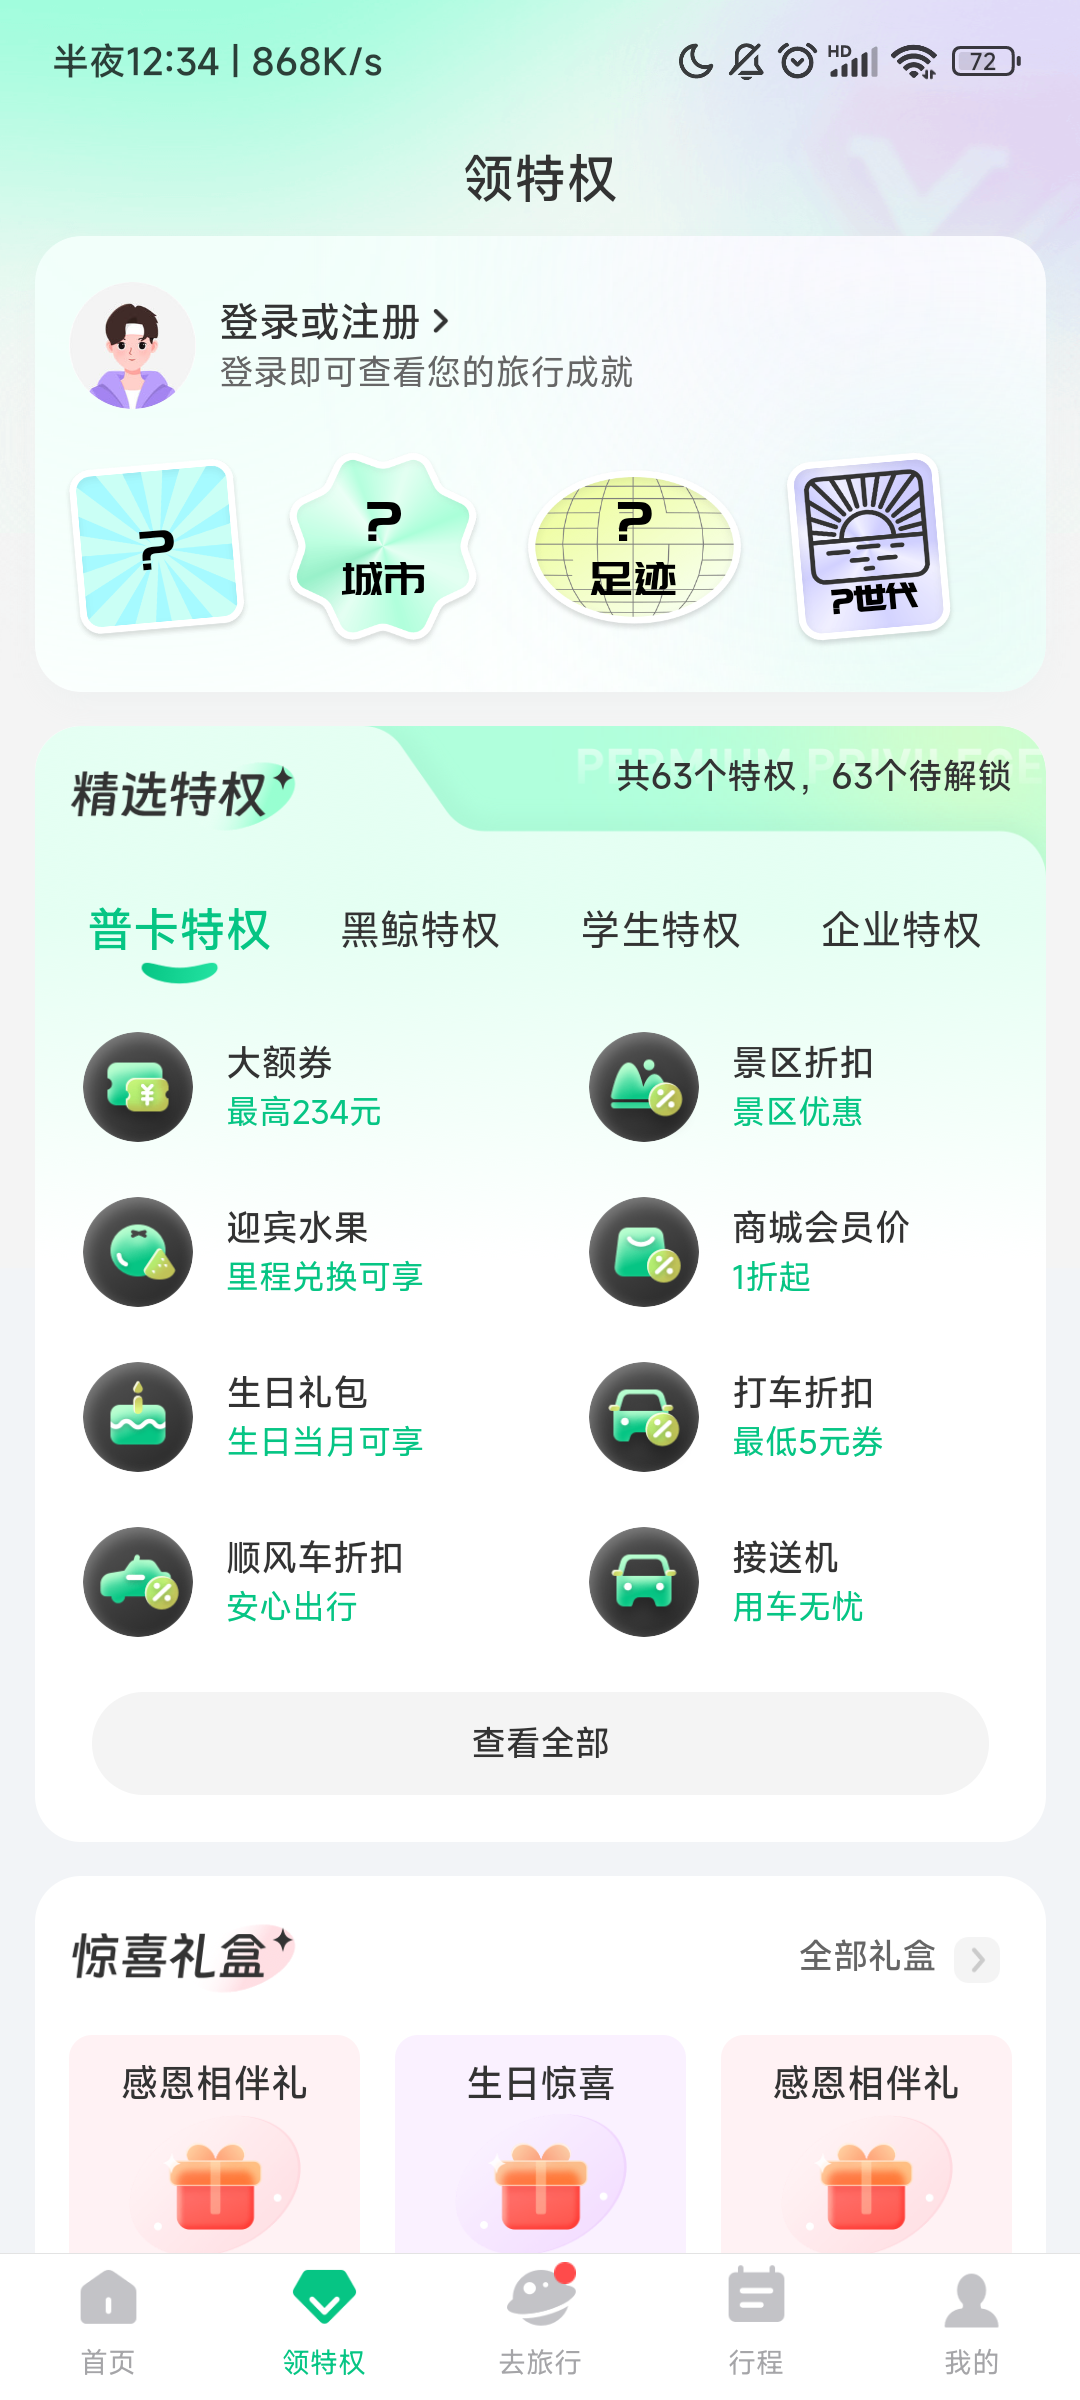 半夜12:34 | 868K/s
HD
72
领特权
登录或注册
登录即可查看您的旅行成就
?
?
城市
?
足迹
?世代
精选特权
PERMIUM PRIVILEGE
共63个特权，63个待解锁
普卡特权
黑鲸特权
学生特权
企业特权
大额券
最高234元
景区折扣
景区优惠
迎宾水果
里程兑换可享
商城会员价
1折起
生日礼包
生日当月可享
打车折扣
最低5元券
顺风车折扣
安心出行
接送机
用车无忧
查看全部
惊喜礼盒
全部礼盒
感恩相伴礼
生日惊喜
感恩相伴礼
首页
领特权
去旅行
行程
我的